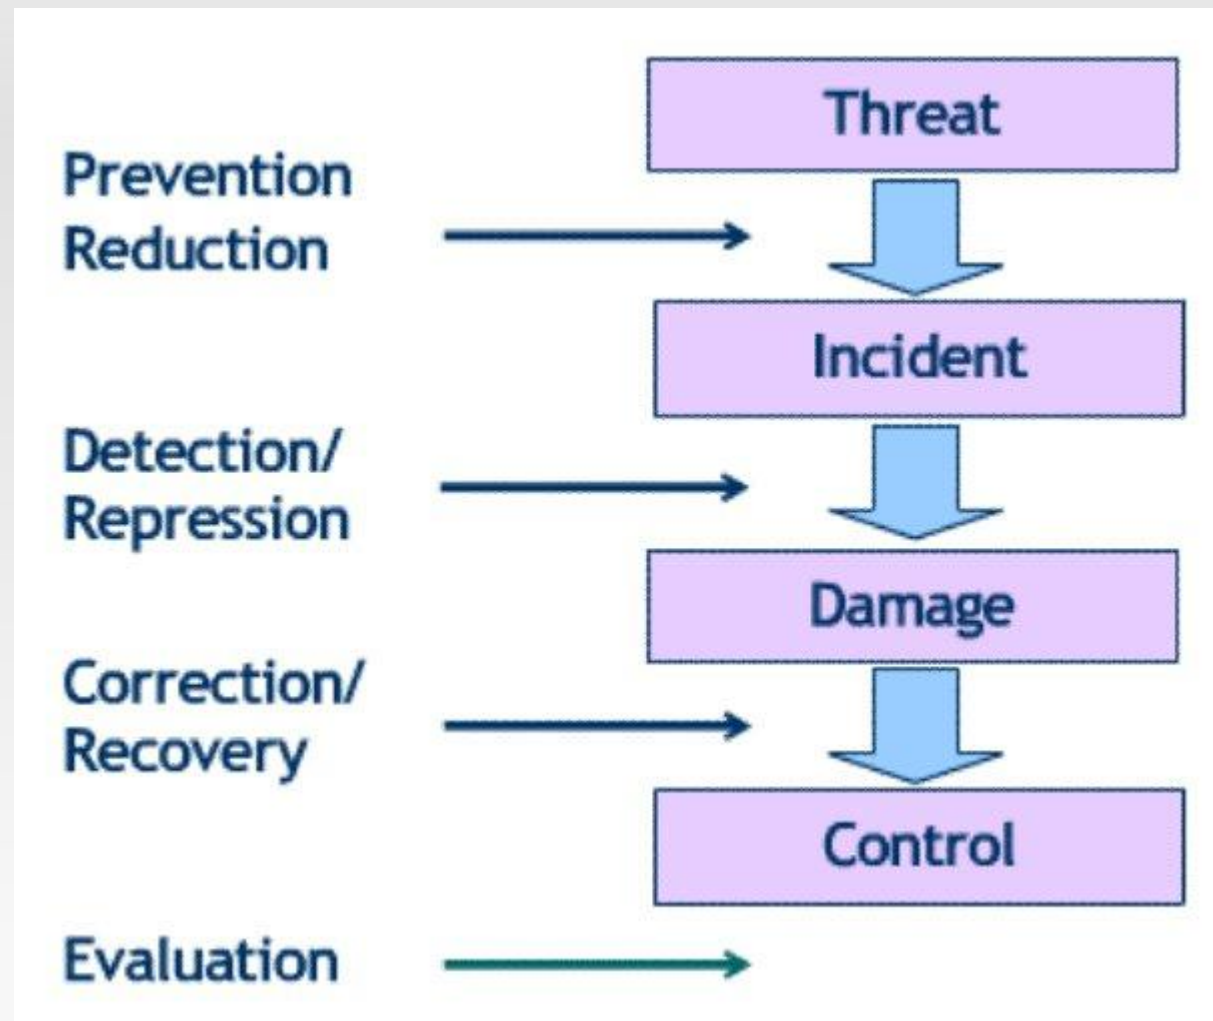 Threat
Prevention
Reduction
Incident
Detection/
Repression
Damage
Correction/
Recovery
Control
Evaluation